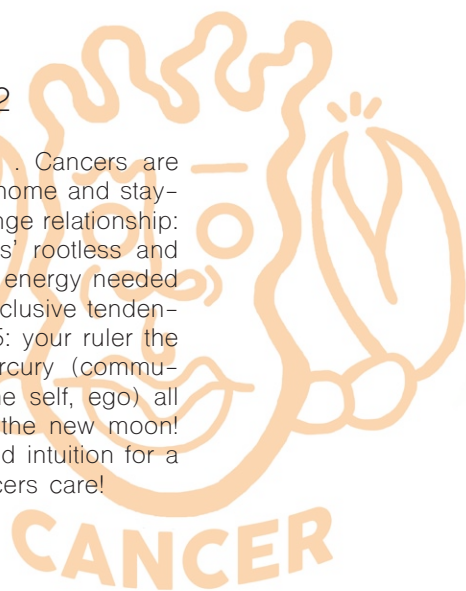 2
. Cancers are
home and stay-
nge relationship:
s' rootless and
energy needed
clusive tenden-
5: your ruler the
rcury (commu-
e self, ego) all
the new moon!
d intuition for a
cers care!
CANCER